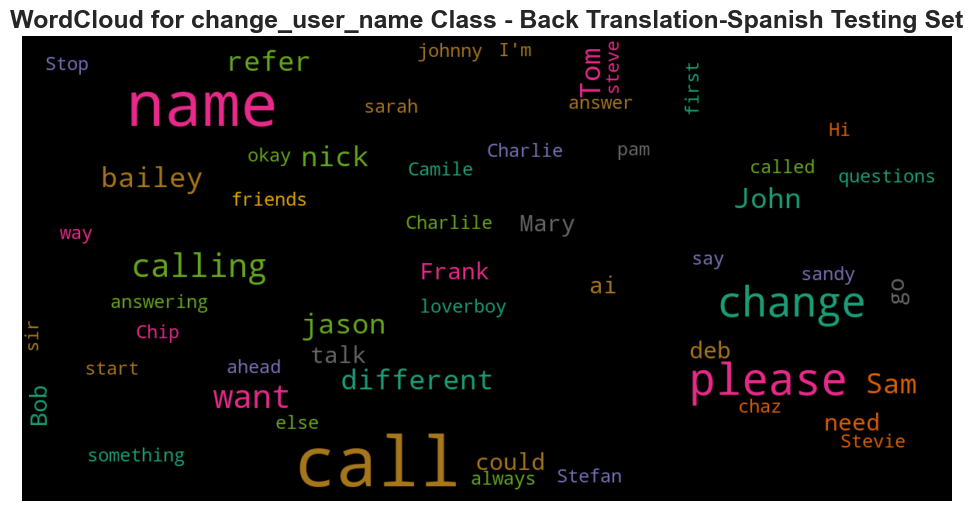 WordCloud for change_user_name Class - Back Translation-Spanish Testing Set
Stop
refer
johnny
I'm
Tom
steve
first
name
sarah
answer
Hi
okay
nick
Charlie
pam
bailey
Camile
called
questions
friends
John
way
Charlile
Mary
calling
Frank
say
sandy
ai
go
answering
loverboy
change
Chip
jason
sir
talk
deb
start
ahead
different
please
Sam
Bob
want
chaz
else
need
Stevie
something
call
could
always
Stefan